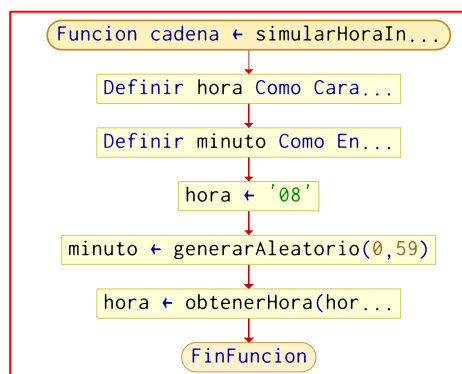 Funcion cadena ← simularHoraIn...
Definir hora Como Cara...
Definir minuto Como En...
hora ← '08'
minuto ← generarAleatorio(0,59)
hora ← obtenerHora(hor...
FinFuncion